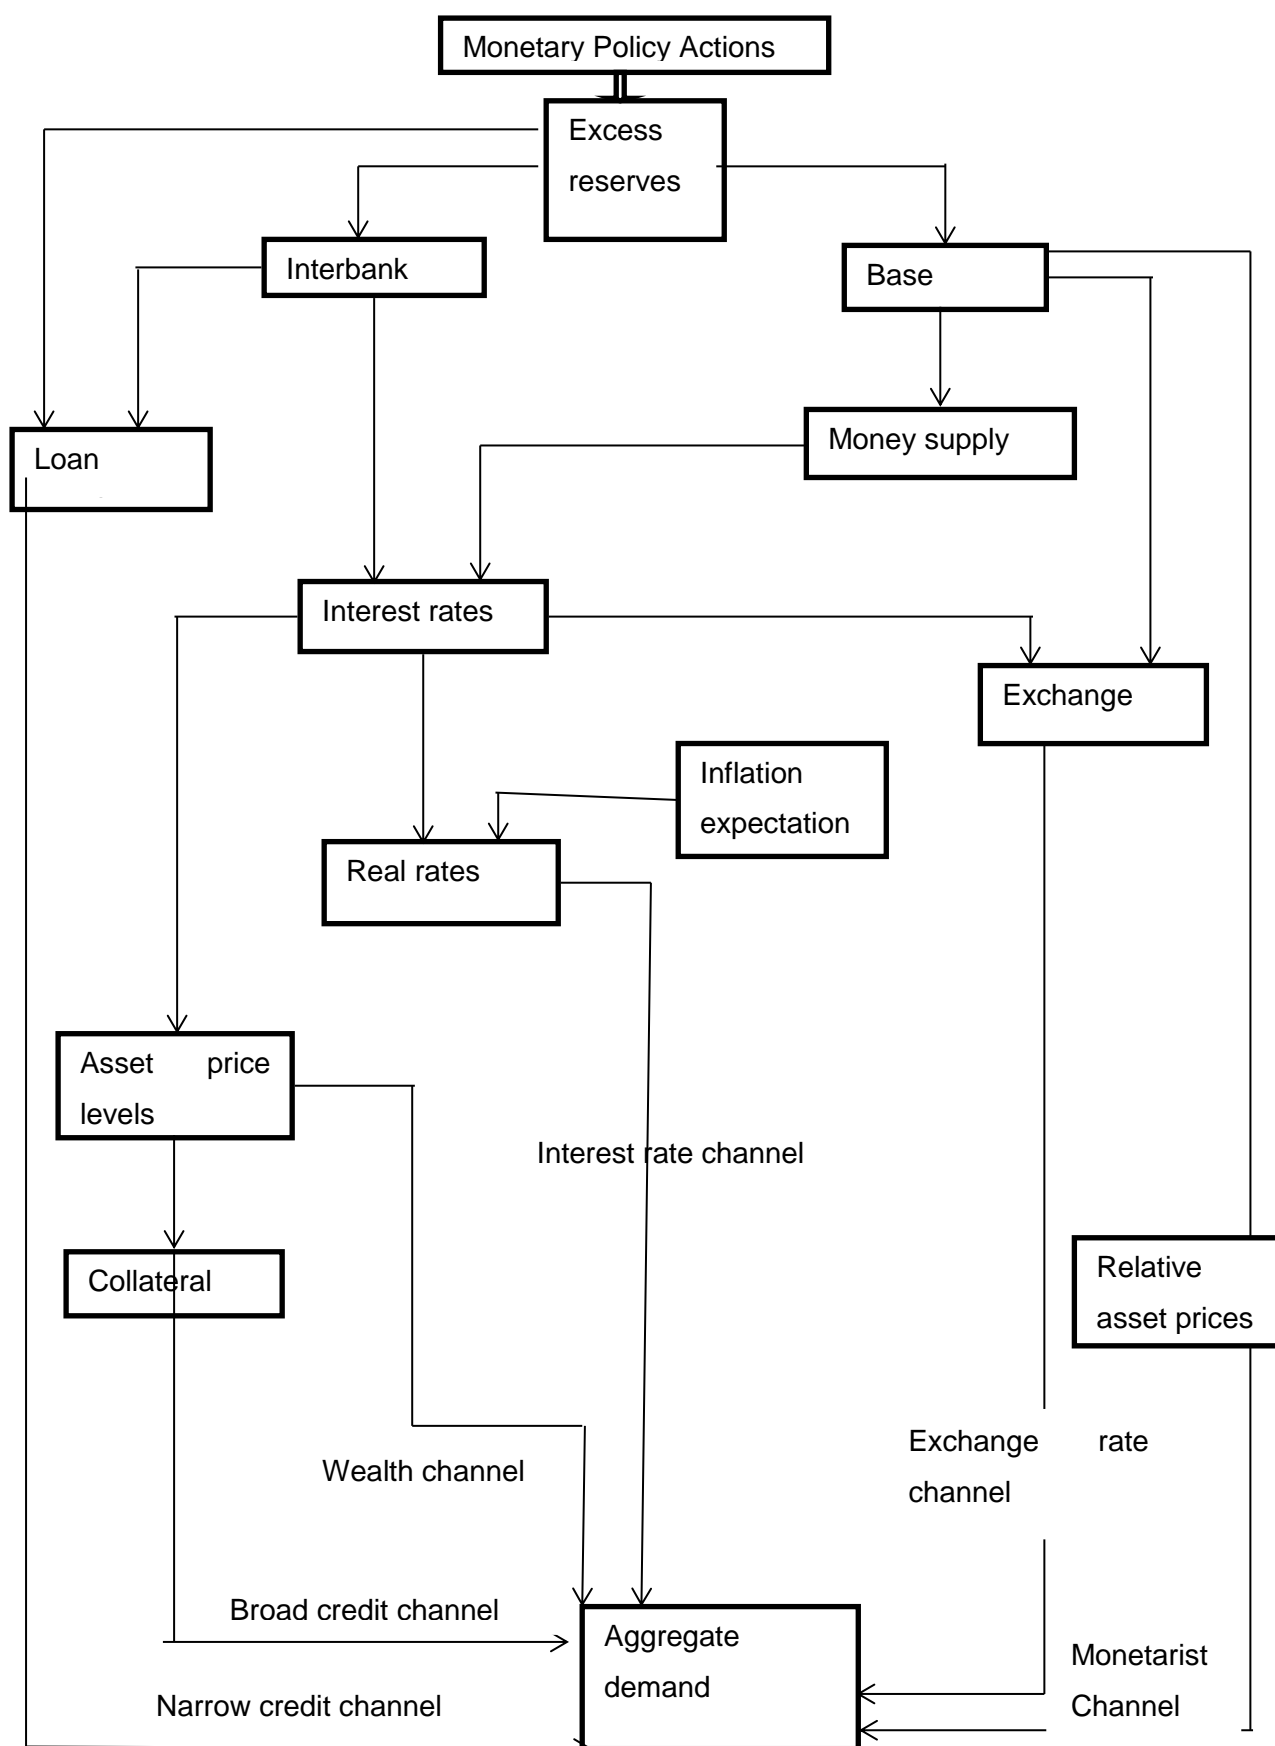 Monetary Policy Actions
Excess
reserves
Interbank
Base
Loan
Money supply
Interest rates
Exchange
Inflation
expectation
Real rates
Asset price
levels
Interest rate channel
Collateral
Relative
asset prices
Exchange rate
channel
Wealth channel
Broad credit channel
Aggregate
demand
Monetarist
Channel
Narrow credit channel